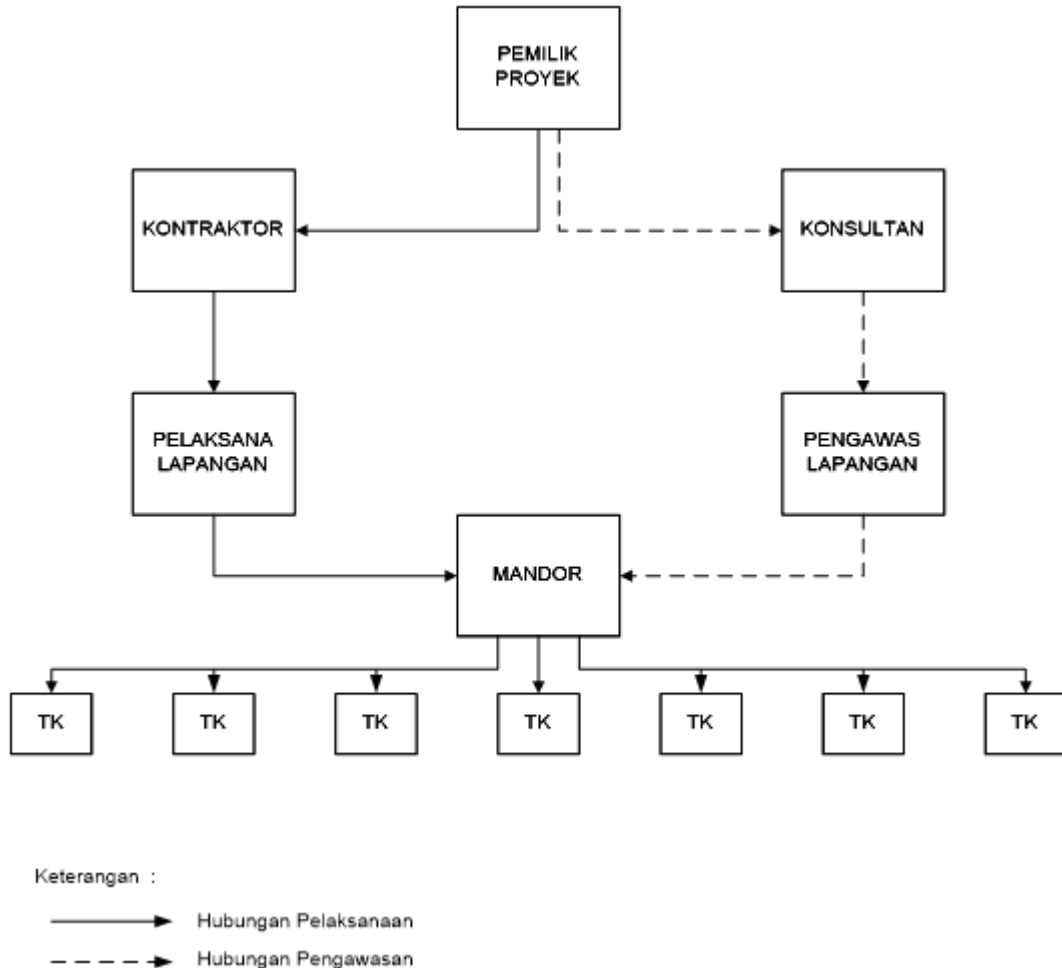 PEMILIK
PROYEK
KONTRAKTOR
KONSULTAN
PELAKSANA
LAPANGAN
PENGAWAS
LAPANGAN
MANDOR
TK
TK
TK
TK
TK
TK
TK
Keterangan :
Hubungan Pelaksanaan
Hubungan Pengawasan